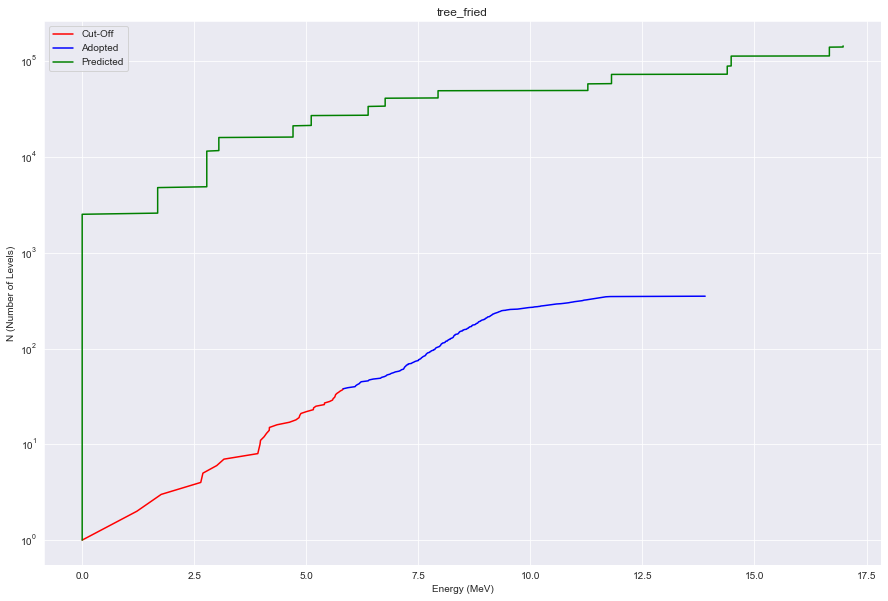 tree_fried
Cut-Off
Adopted
Predicted
10^5
10^4
10^3
10^2
10^1
10^0
N (Number of Levels)
0.0 2.5 5.0 7.5 10.0 12.5 15.0 17.5
Energy (MeV)